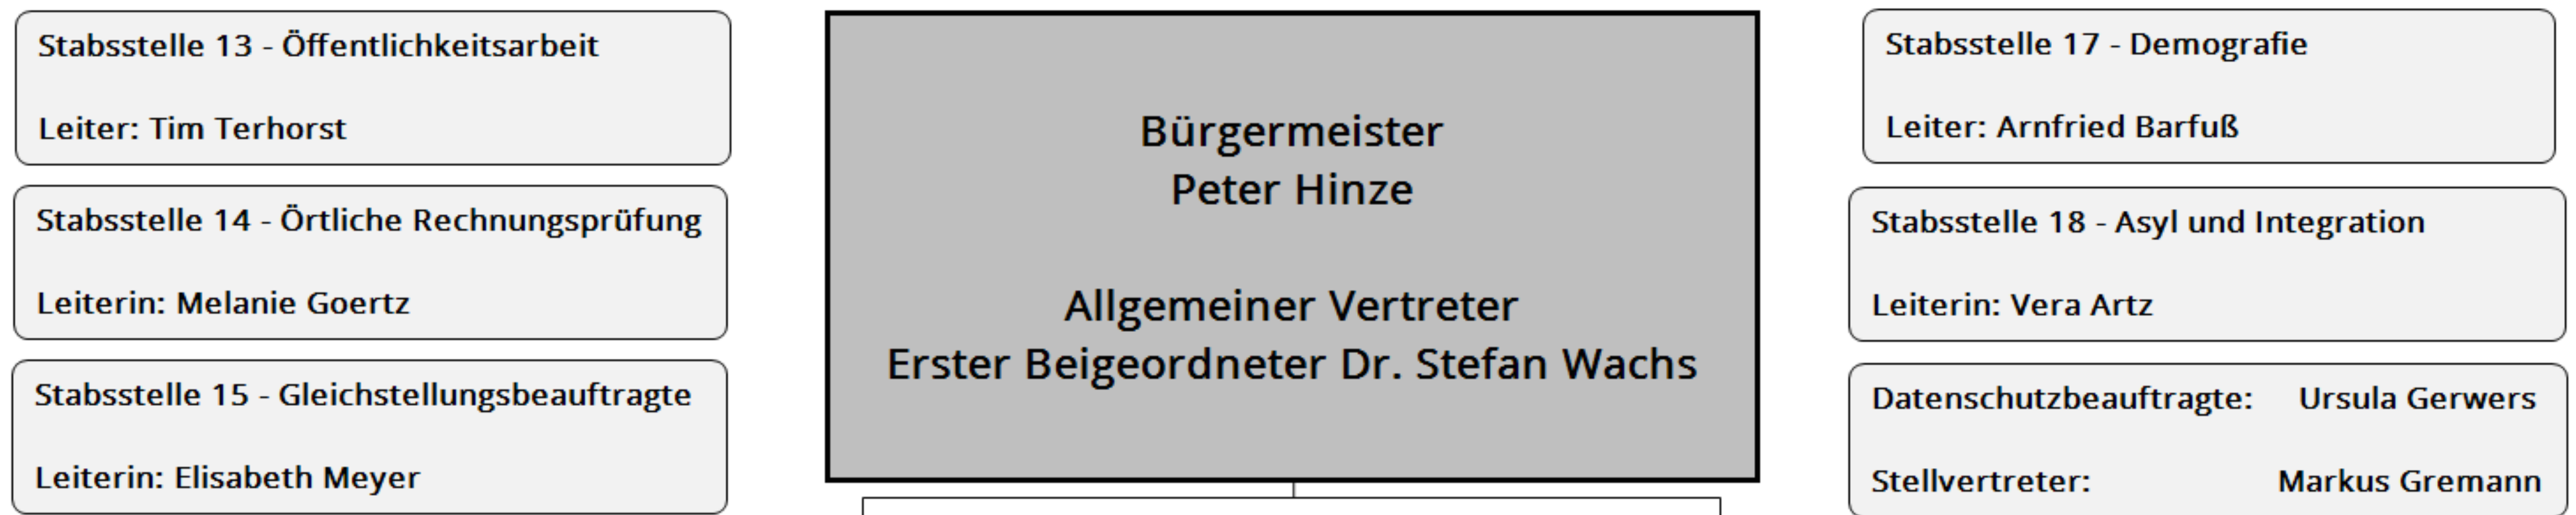 Stabsstelle 13 - Öffentlichkeitsarbeit
Leiter: Tim Terhorst
Stabsstelle 14 - Örtliche Rechnungsprüfung
Leiterin: Melanie Goertz
Stabsstelle 15 - Gleichstellungsbeauftragte
Leiterin: Elisabeth Meyer
Bürgermeister
Peter Hinze
Allgemeiner Vertreter
Erster Beigeordneter Dr. Stefan Wachs
Stabsstelle 17 - Demografie
Leiter: Arnfried Barfuß
Stabsstelle 18 - Asyl und Integration
Leiterin: Vera Artz
Datenschutzbeauftragte: Ursula Gerwers
Stellvertreter: Markus Gremann